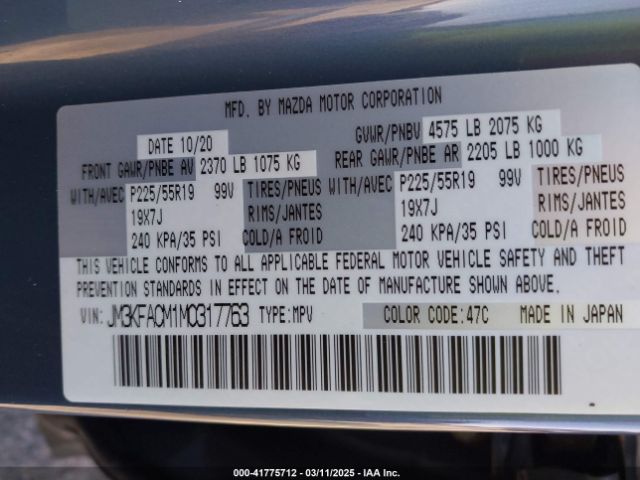 MFD. BY MAZDA MOTOR CORPORATION
DATE 10/20 GVWR/PNBV 4575 LB 2075 KG
FRONT GAWR/PNBE AV 2370 LB 1075 KG REAR GAWR/PNBE AR 2205 LB 1000 KG
WITH/AVEC P225/55R19 99V TIRES/PNEUS WITH/AVEC P225/55R19 99V TIRES/PNEUS
19X7J RIMS/JANTES 19X7J RIMS/JANTES
240 KPA/35 PSI COLD/A FROID 240 KPA/35 PSI COLD/A FROID
THIS VEHICLE CONFORMS TO ALL APPLICABLE FEDERAL MOTOR VEHICLE SAFETY AND THEFT
PREVENTION STANDARDS IN EFFECT ON THE DATE OF MANUFACTURE SHOWN ABOVE.
VIN: JM3KFACM1M0317763 TYPE:MPV COLOR CODE:47C MADE IN JAPAN
000-41775712 - 03/11/2025 - IAA Inc.